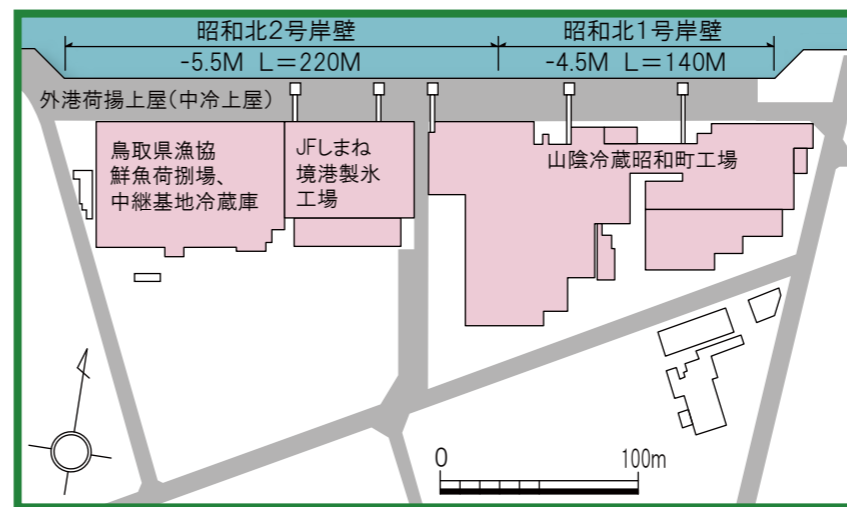 昭和北2号岸壁
昭和北1号岸壁
-5.5M L=220M
-4.5M L=140M
外港荷揚上屋(中冷上屋)
鳥取県漁協
鮮魚荷捌場、
中継基地冷蔵庫
JFしまね
境港製氷
工場
山陰冷蔵昭和町工場
0
100m